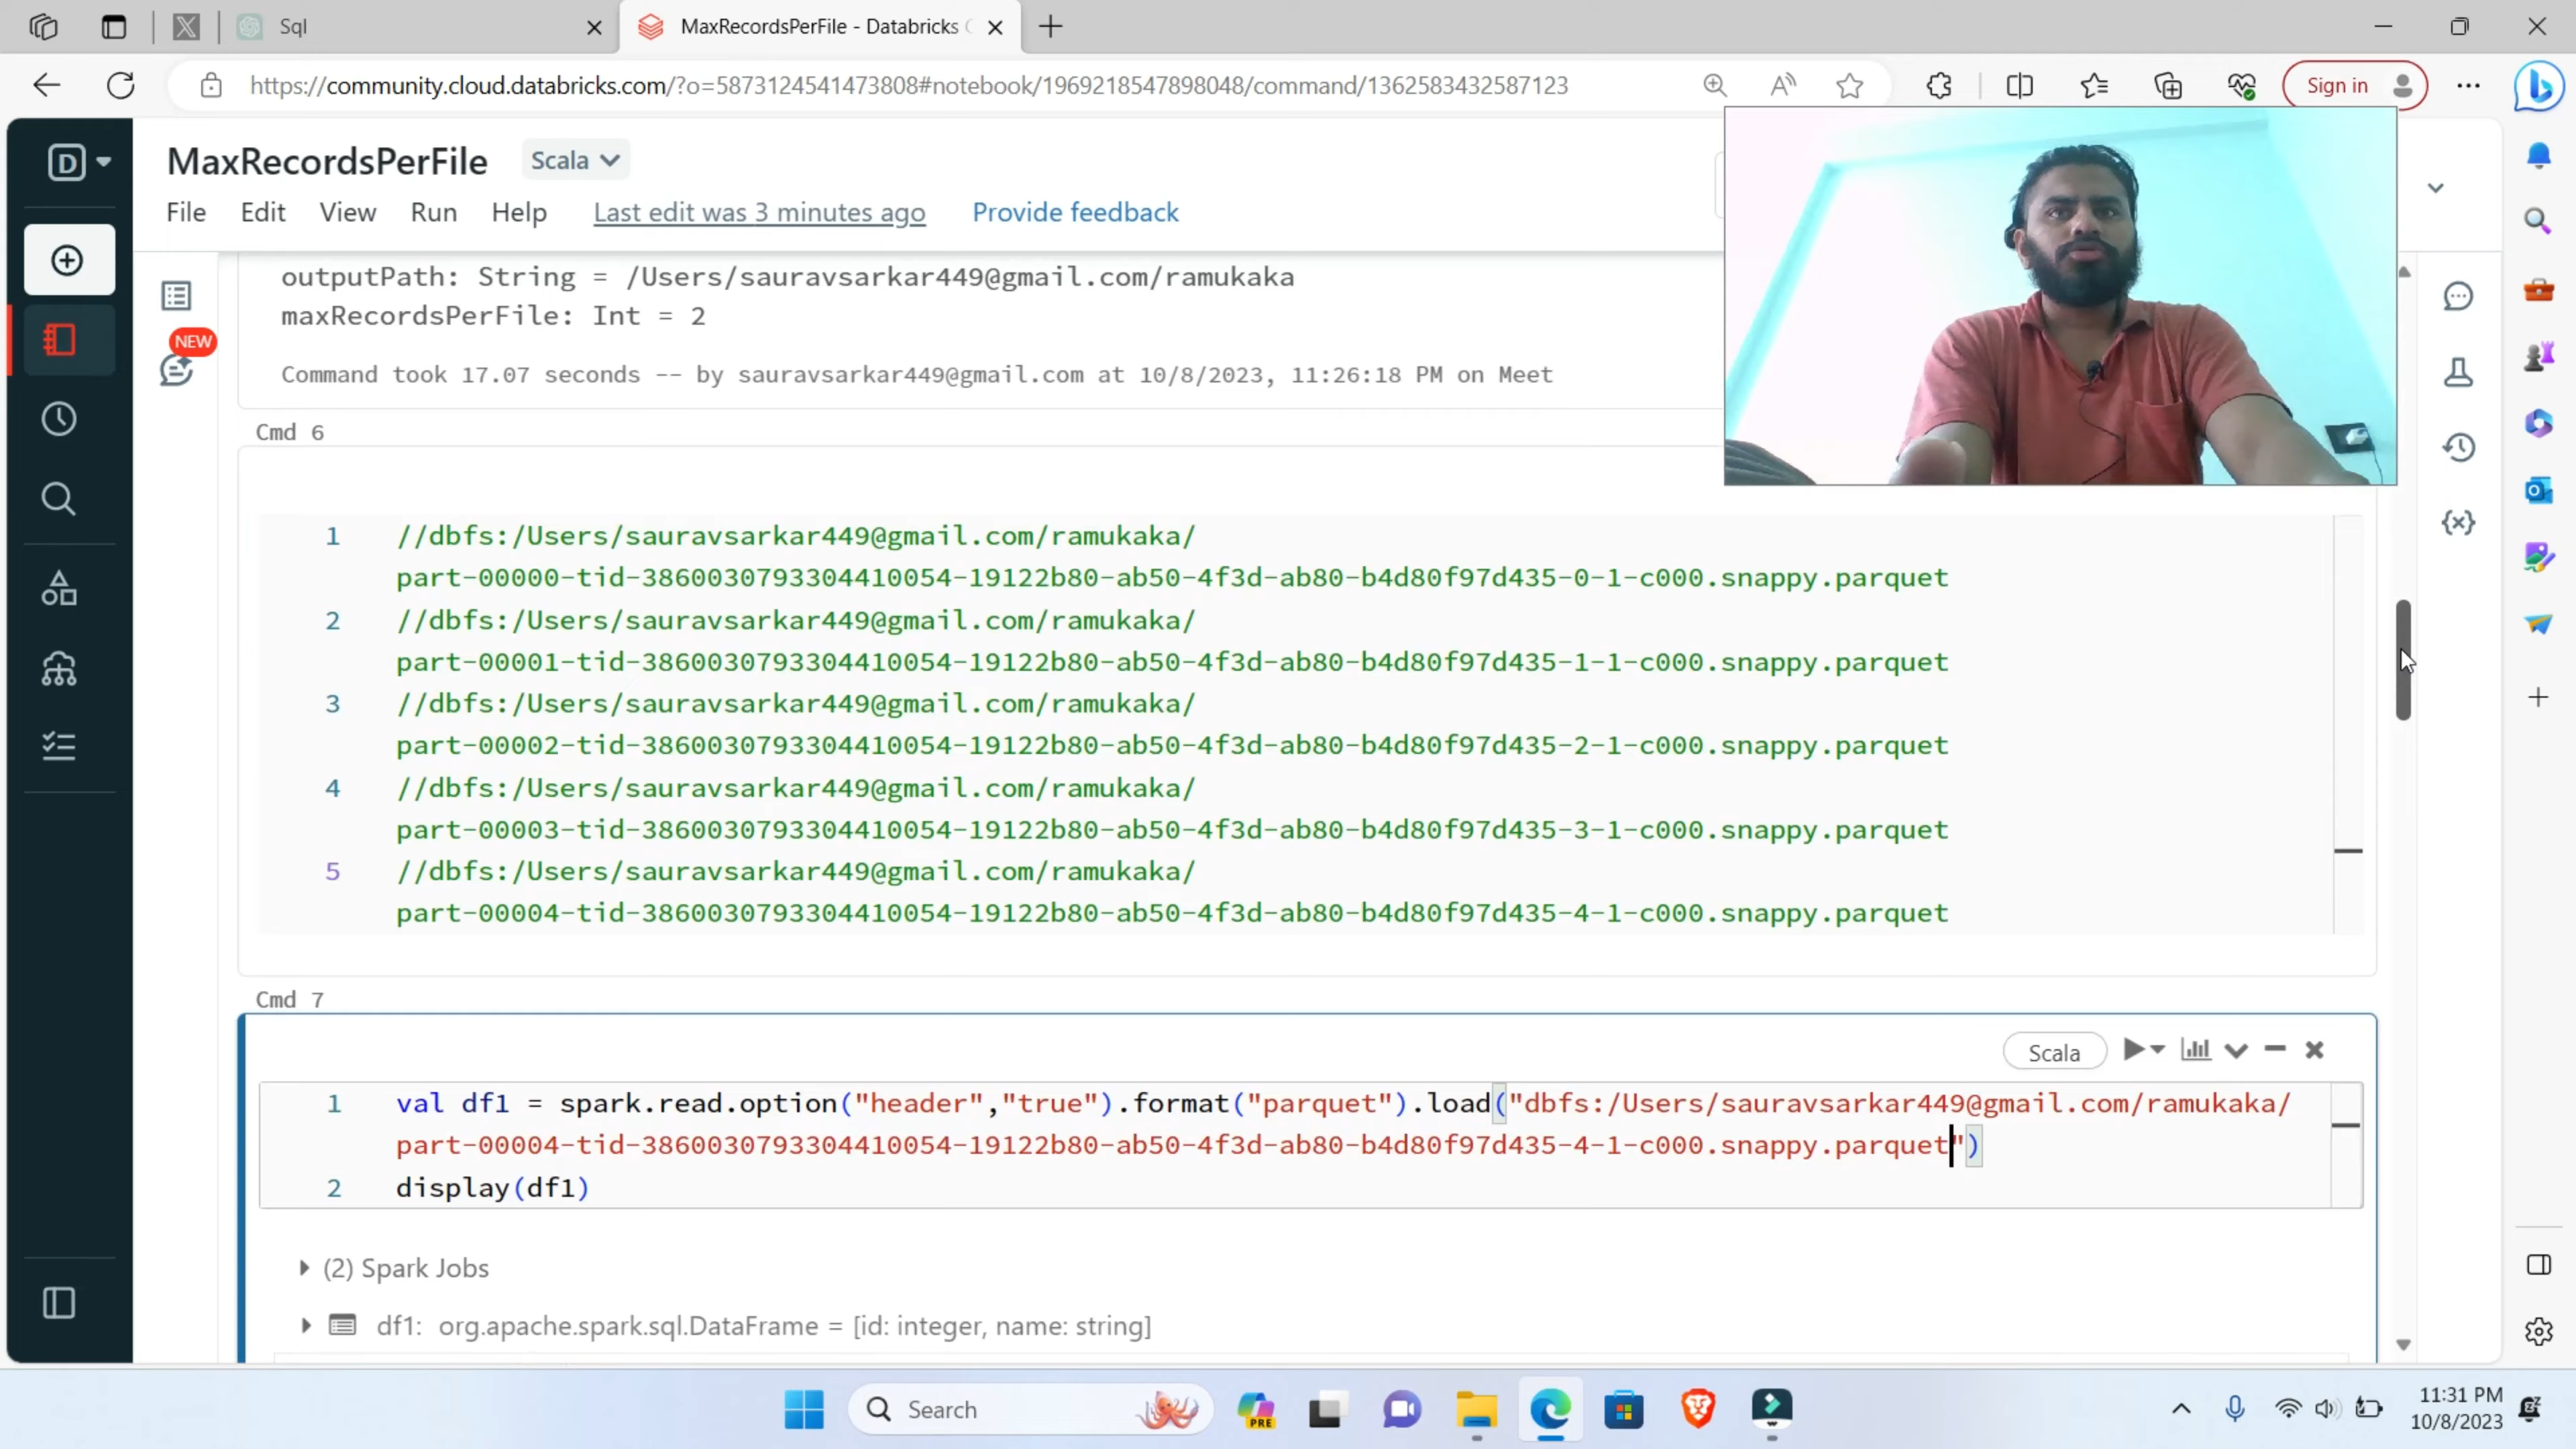 Sql
MaxRecordsPerFile - Databricks C
https://community.cloud.databricks.com/?o=5873124541473808#notebook/1969218547898048/command/1362583432587123
Sign in
MaxRecordsPerFile
Scala
File Edit View Run Help Last edit was 3 minutes ago Provide feedback
NEW
outputPath: String = /Users/sauravsarkar449@gmail.com/ramukaka
maxRecordsPerFile: Int = 2
Command took 17.07 seconds -- by sauravsarkar449@gmail.com at 10/8/2023, 11:26:18 PM on Meet
Cmd 6
1 //dbfs:/Users/sauravsarkar449@gmail.com/ramukaka/
part-00000-tid-3860030793304410054-19122b80-ab50-4f3d-ab80-b4d80f97d435-0-1-c000.snappy.parquet
2 //dbfs:/Users/sauravsarkar449@gmail.com/ramukaka/
part-00001-tid-3860030793304410054-19122b80-ab50-4f3d-ab80-b4d80f97d435-1-1-c000.snappy.parquet
3 //dbfs:/Users/sauravsarkar449@gmail.com/ramukaka/
part-00002-tid-3860030793304410054-19122b80-ab50-4f3d-ab80-b4d80f97d435-2-1-c000.snappy.parquet
4 //dbfs:/Users/sauravsarkar449@gmail.com/ramukaka/
part-00003-tid-3860030793304410054-19122b80-ab50-4f3d-ab80-b4d80f97d435-3-1-c000.snappy.parquet
5 //dbfs:/Users/sauravsarkar449@gmail.com/ramukaka/
part-00004-tid-3860030793304410054-19122b80-ab50-4f3d-ab80-b4d80f97d435-4-1-c000.snappy.parquet
Cmd 7
Scala
1 val df1 = spark.read.option("header","true").format("parquet").load("dbfs:/Users/sauravsarkar449@gmail.com/ramukaka/
part-00004-tid-3860030793304410054-19122b80-ab50-4f3d-ab80-b4d80f97d435-4-1-c000.snappy.parquet")
2 display(df1)
(2) Spark Jobs
df1: org.apache.spark.sql.DataFrame = [id: integer, name: string]
Search
PRE
11:31 PM
10/8/2023